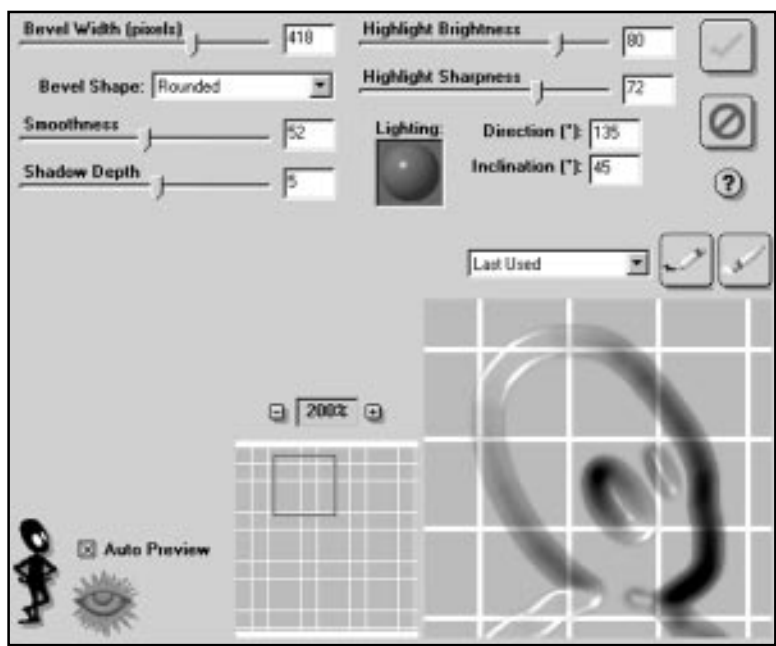 Bevel Width (pixels) 418
Bevel Shape: Rounded
Smoothness 52
Shadow Depth 5
Highlight Brightness 80
Highlight Sharpness 72
Lighting:
Direction [°]: 135
Inclination [°]: 45
?
Last Used
- 200% +
Auto Preview